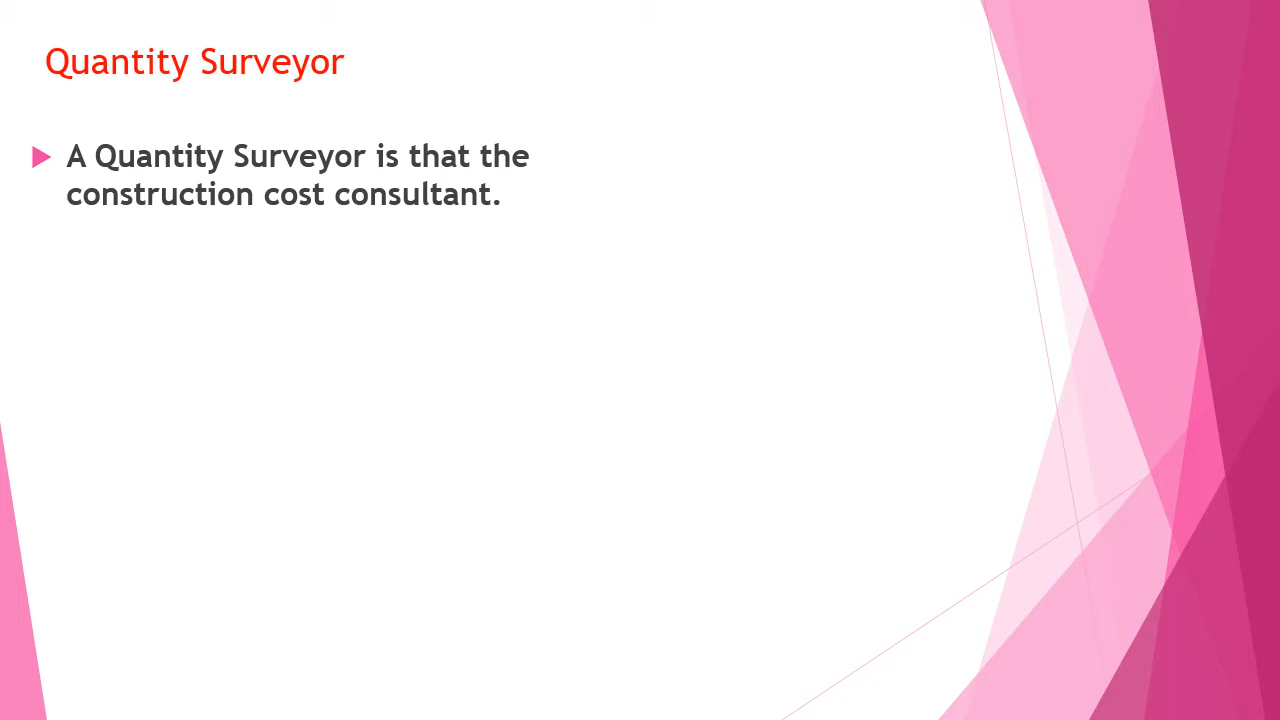 Quantity Surveyor
A Quantity Surveyor is that the
construction cost consultant.